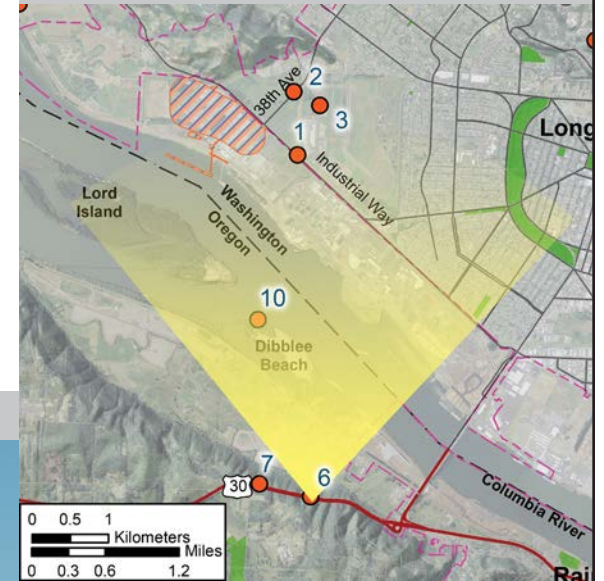 38th Ave
2
3
1
Industrial Way
Long
Lord
Island
Washington
Oregon
10
Dibblee
Beach
7
30
6
Columbia River
0 0.5 1
Kilometers
Miles
0 0.3 0.6 1.2
Rai